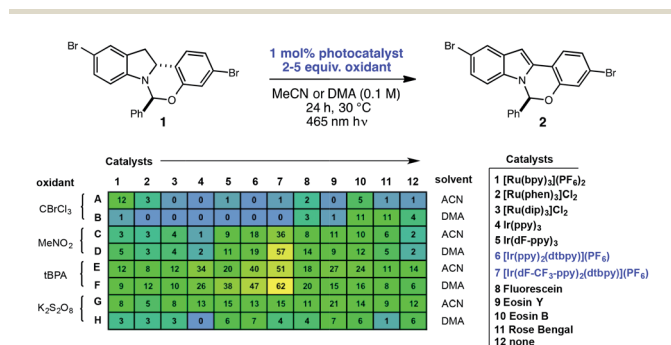 Br
Br
N
O
Ph
1
1 mol% photocatalyst
2-5 equiv. oxidant
MeCN or DMA (0.1 M)
24 h, 30 °C
465 nm hν
Br
Br
N
O
Ph
2
Catalysts
oxidant 1 2 3 4 5 6 7 8 9 10 11 12 solvent
CBrCl₃ A 12 3 0 0 1 0 1 2 0 5 1 1 ACN
B 1 0 0 0 0 0 0 3 1 11 11 4 DMA
MeNO₂ C 3 3 4 1 9 18 36 8 11 10 6 2 ACN
D 5 3 4 2 11 19 57 14 9 12 5 2 DMA
tBPA E 12 8 12 34 20 40 51 18 27 24 11 14 ACN
F 9 12 10 26 38 47 62 20 15 16 8 6 DMA
K₂S₂O₈ G 8 5 8 13 15 13 15 11 21 14 9 12 ACN
H 3 3 3 0 6 7 4 4 7 6 1 6 DMA
Catalysts
1 [Ru(bpy)₃](PF₆)₂
2 [Ru(phen)₃]Cl₂
3 [Ru(dip)₃]Cl₂
4 Ir(ppy)₃
5 Ir(dF-ppy)₃
6 [Ir(ppy)₂(dtbpy)](PF₆)
7 [Ir(dF-CF₃-ppy)₂(dtbpy)](PF₆)
8 Fluorescein
9 Eosin Y
10 Eosin B
11 Rose Bengal
12 none